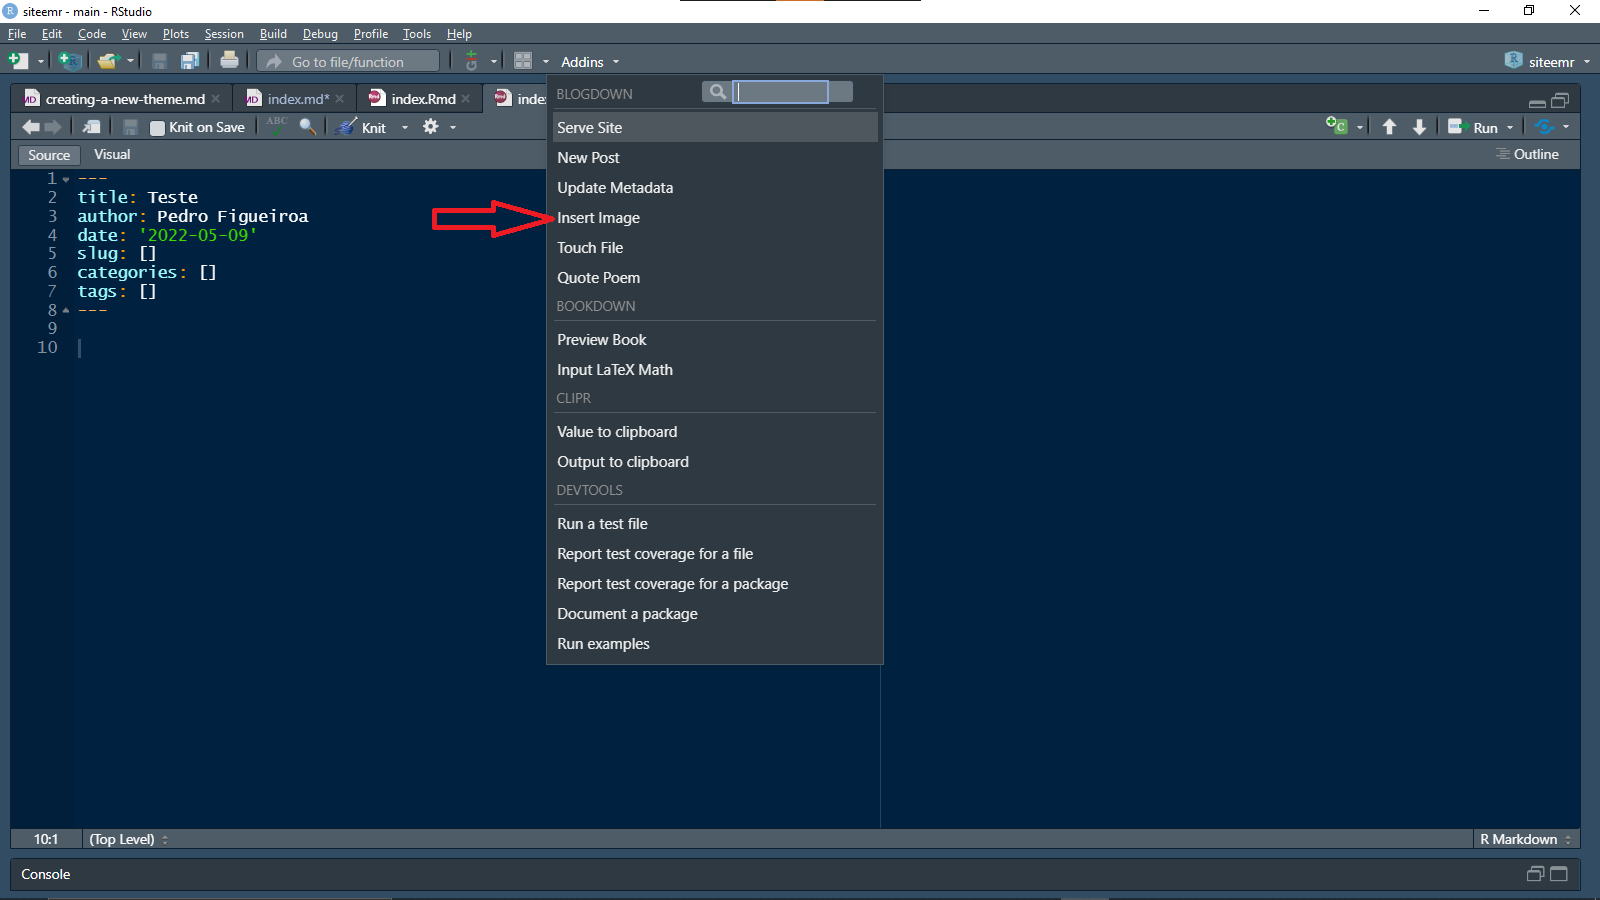 siteemr - main - RStudio
File Edit Code View Plots Session Build Debug Profile Tools Help
Go to file/function Addins siteemr
creating-a-new-theme.md index.md* index.Rmd inde
Knit on Save ABC Knit Run
Source Visual Outline
1 ---
2 title: Teste
3 author: Pedro Figueiroa
4 date: '2022-05-09'
5 slug: []
6 categories: []
7 tags: []
8 ---
9
10
BLOGDOWN
Serve Site
New Post
Update Metadata
Insert Image
Touch File
Quote Poem
BOOKDOWN
Preview Book
Input LaTeX Math
CLIPR
Value to clipboard
Output to clipboard
DEVTOOLS
Run a test file
Report test coverage for a file
Report test coverage for a package
Document a package
Run examples
10:1 (Top Level) R Markdown
Console